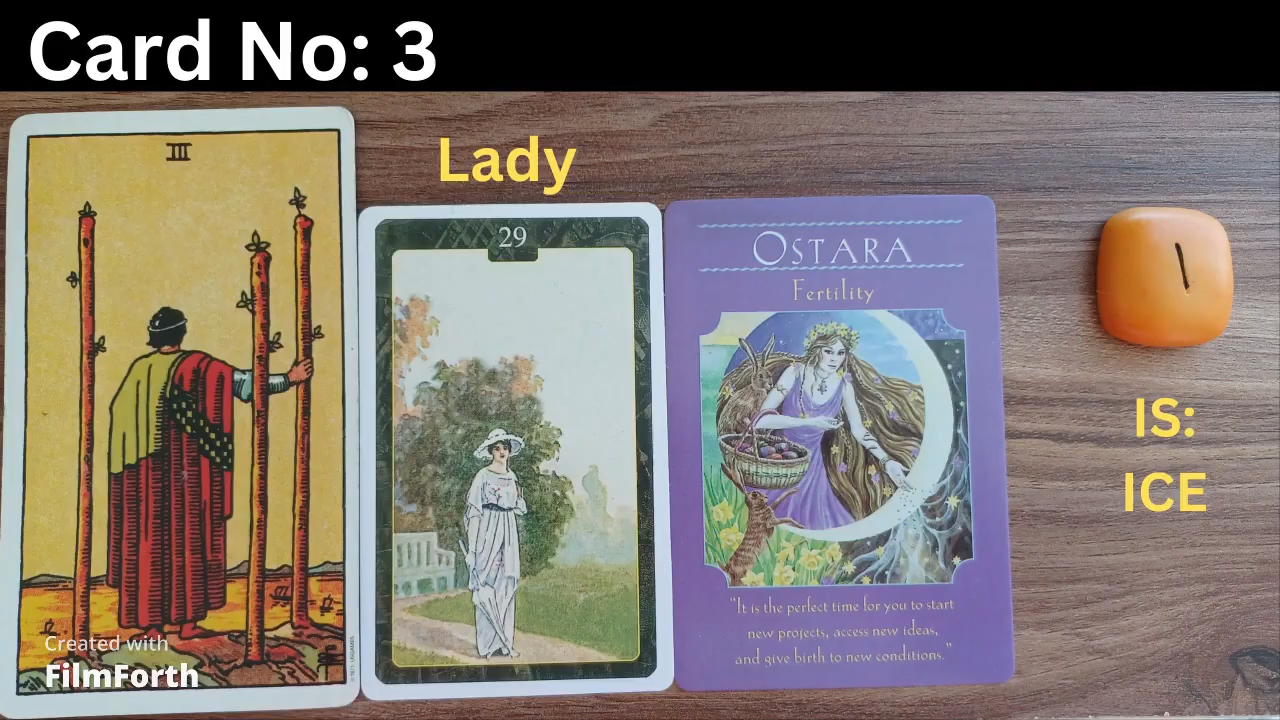 Card No: 3
III
Lady
29
OSTARA
Fertility
"It is the perfect time for you to start
new projects, access new ideas,
and give birth to new conditions."
IS:
ICE
Created with
FilmForth